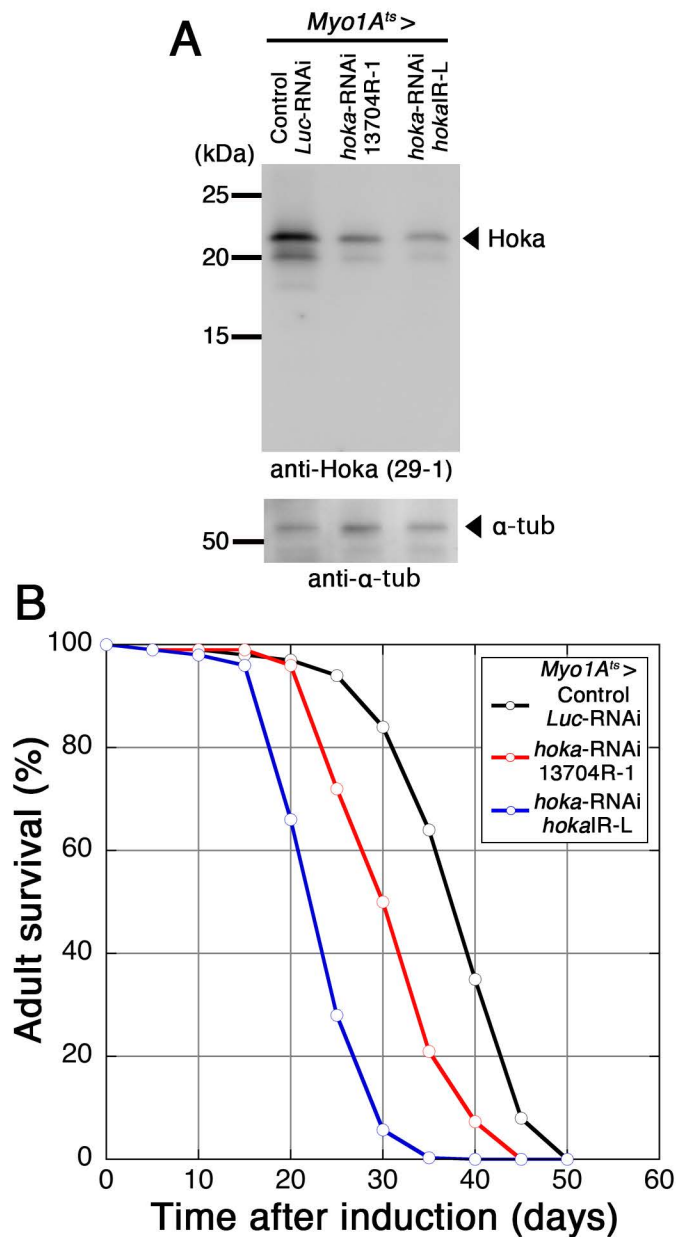 A
Myo1Ats >
Control
Luc-RNAi
hoka-RNAi
13704R-1
hoka-RNAi
hokaIR-L
(kDa)
25
20
15
Hoka
anti-Hoka (29-1)
50
α-tub
anti-α-tub
B
Adult survival (%)
100
80
60
40
20
0
Myo1Ats >
Control
Luc-RNAi
hoka-RNAi
13704R-1
hoka-RNAi
hokaIR-L
0 10 20 30 40 50 60
Time after induction (days)